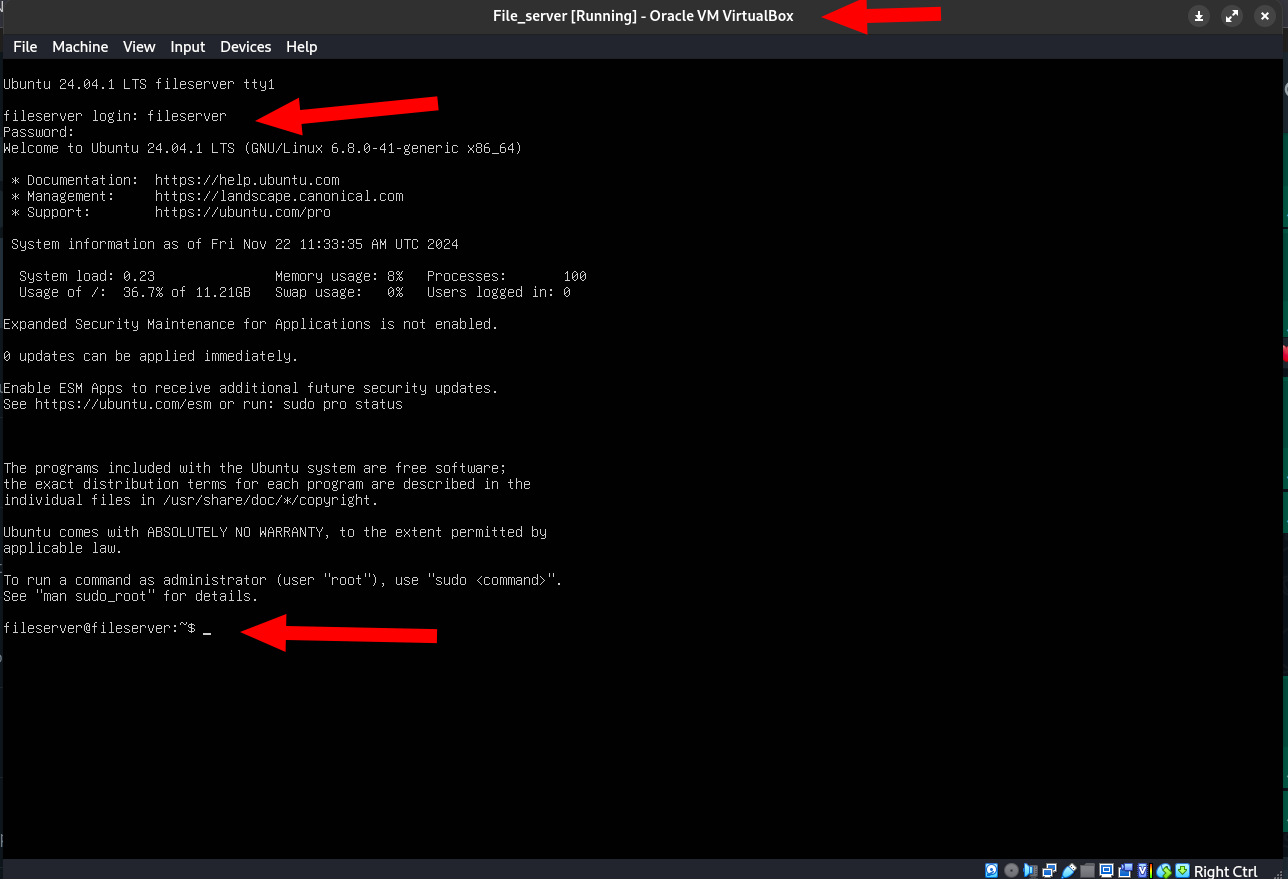 File_server [Running] - Oracle VM VirtualBox
File Machine View Input Devices Help
Ubuntu 24.04.1 LTS fileserver tty1
fileserver login: fileserver
Password:
Welcome to Ubuntu 24.04.1 LTS (GNU/Linux 6.8.0-41-generic x86_64)
* Documentation: https://help.ubuntu.com
* Management: https://landscape.canonical.com
* Support: https://ubuntu.com/pro
System information as of Fri Nov 22 11:33:35 AM UTC 2024
System load: 0.23 Memory usage: 8% Processes: 100
Usage of /: 36.7% of 11.21GB Swap usage: 0% Users logged in: 0
Expanded Security Maintenance for Applications is not enabled.
0 updates can be applied immediately.
Enable ESM Apps to receive additional future security updates.
See https://ubuntu.com/esm or run: sudo pro status
The programs included with the Ubuntu system are free software;
the exact distribution terms for each program are described in the
individual files in /usr/share/doc/*/copyright.
Ubuntu comes with ABSOLUTELY NO WARRANTY, to the extent permitted by
applicable law.
To run a command as administrator (user "root"), use "sudo <command>".
See "man sudo_root" for details.
fileserver@fileserver:~$ _
Right Ctrl